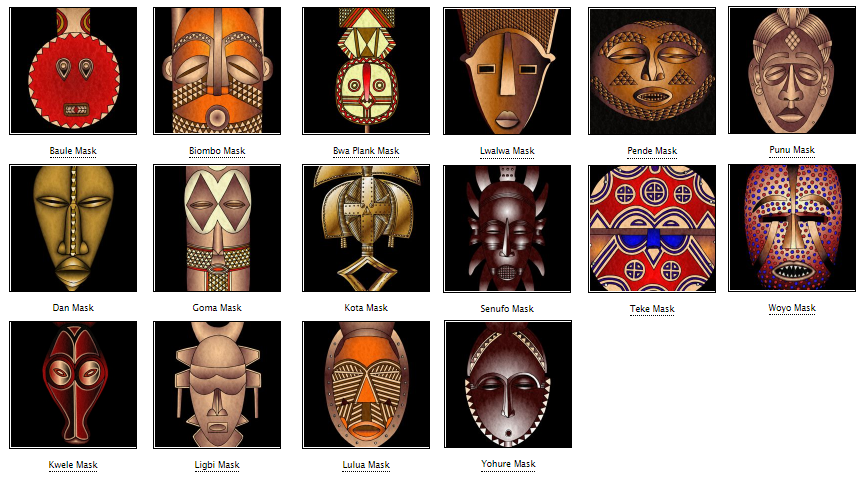 Baule Mask
Biombo Mask
Bwa Plank Mask
Lwalwa Mask
Pende Mask
Punu Mask
Dan Mask
Goma Mask
Kota Mask
Senufo Mask
Teke Mask
Woyo Mask
Kwele Mask
Ligbi Mask
Lulua Mask
Yohure Mask